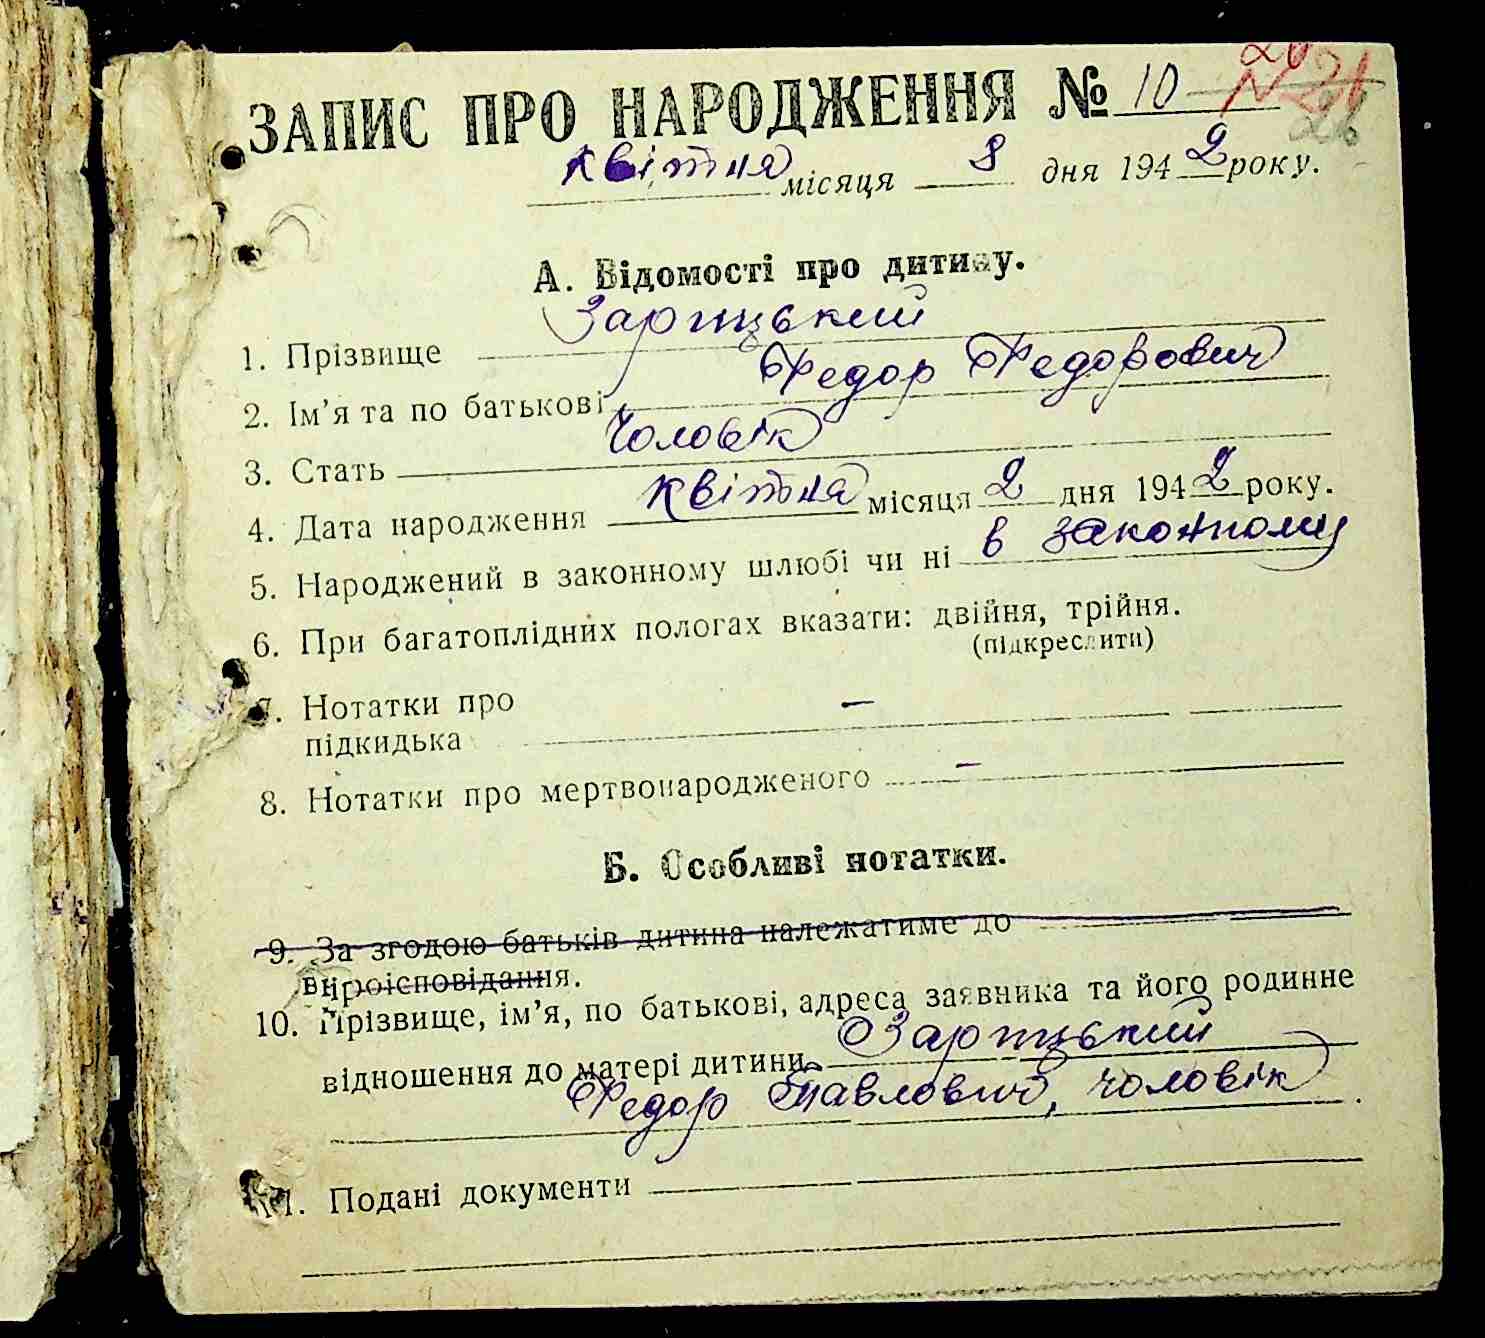 ЗАПИС ПРО НАРОДЖЕННЯ № 10
квітня місяця 8 дня 1942 року.
А. Відомості про дитину.
1. Прізвище Заріцький
2. Ім'я та по батькові Федор Федорович
3. Стать Чоловік
4. Дата народження квітня місяця 2 дня 1942 року.
5. Народжений в законному шлюбі чи ні в законному
6. При багатоплідних пологах вказати: двійня, трійня.
(підкреслити)
7. Нотатки про —
підкидька
8. Нотатки про мертвонародженого —
Б. Особливі нотатки.
9. За згодою батьків дитина належатиме до
віроісповідання.
10. Прізвище, ім'я, по батькові, адреса заявника та його родинне
відношення до матері дитини Заріцький
Федор Павлович, чоловік.
11. Подані документи